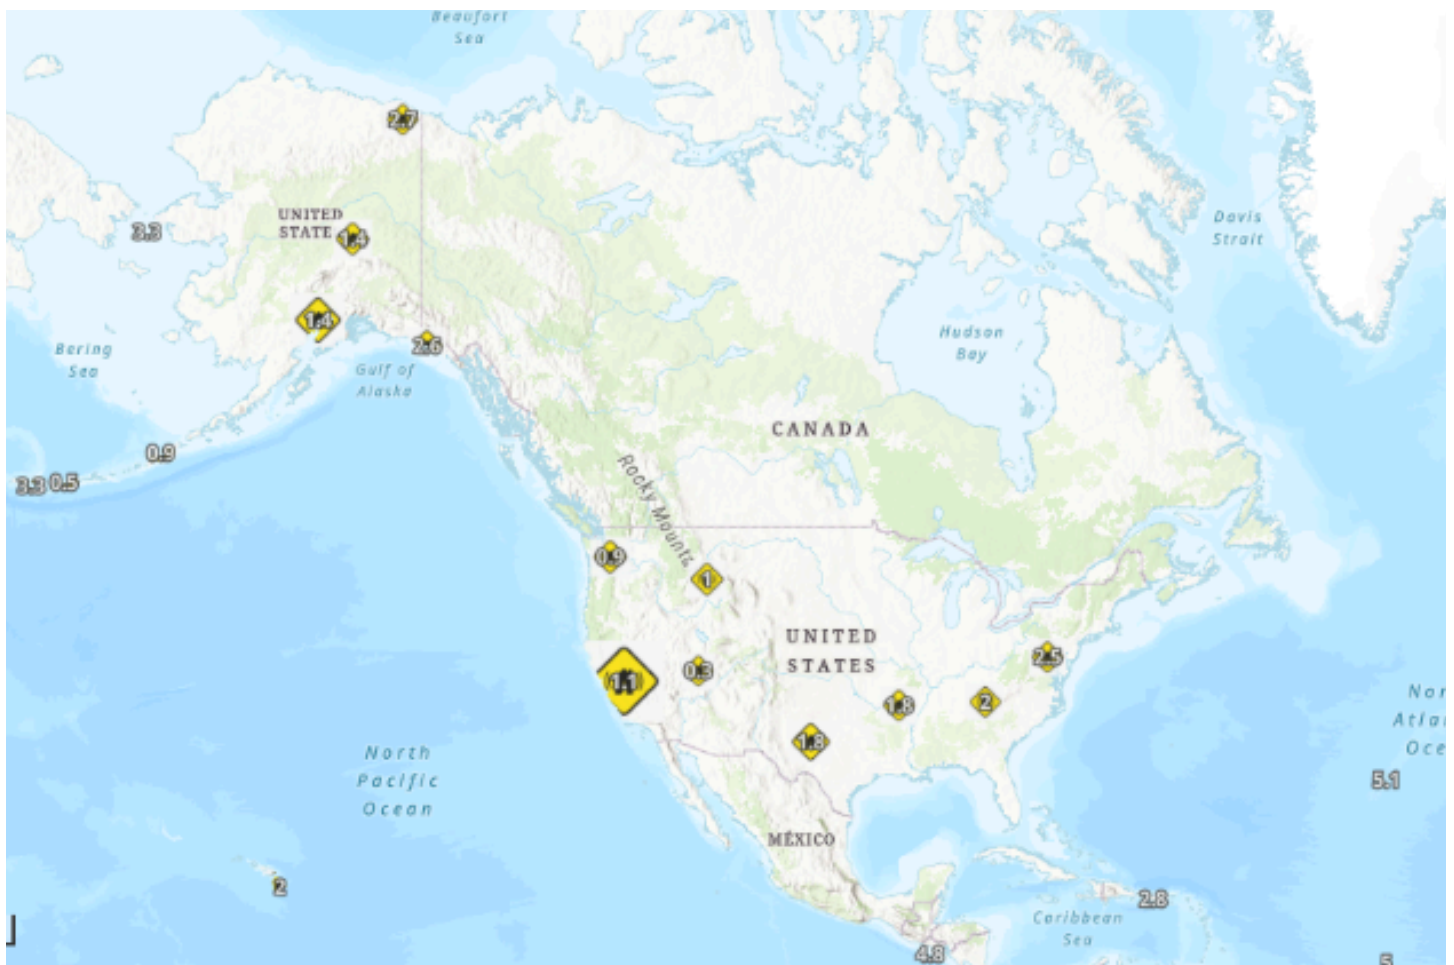 Beaufort
Sea
2.7
UNITED
STATE
3.3
1.4
Davis
Strait
1.4
2.6
Hudson
Bay
Bering
Sea
Gulf of
Alaska
CANADA
0.9
3.3
0.5
Rocky Mounta
0.9
1
UNITED
STATES
2.5
0.3
1.1
1.8
2
1.8
Nor
Atlan
Oce
North
Pacific
Ocean
5.1
MÉXICO
2
2.8
Caribbean
Sea
4.8
5